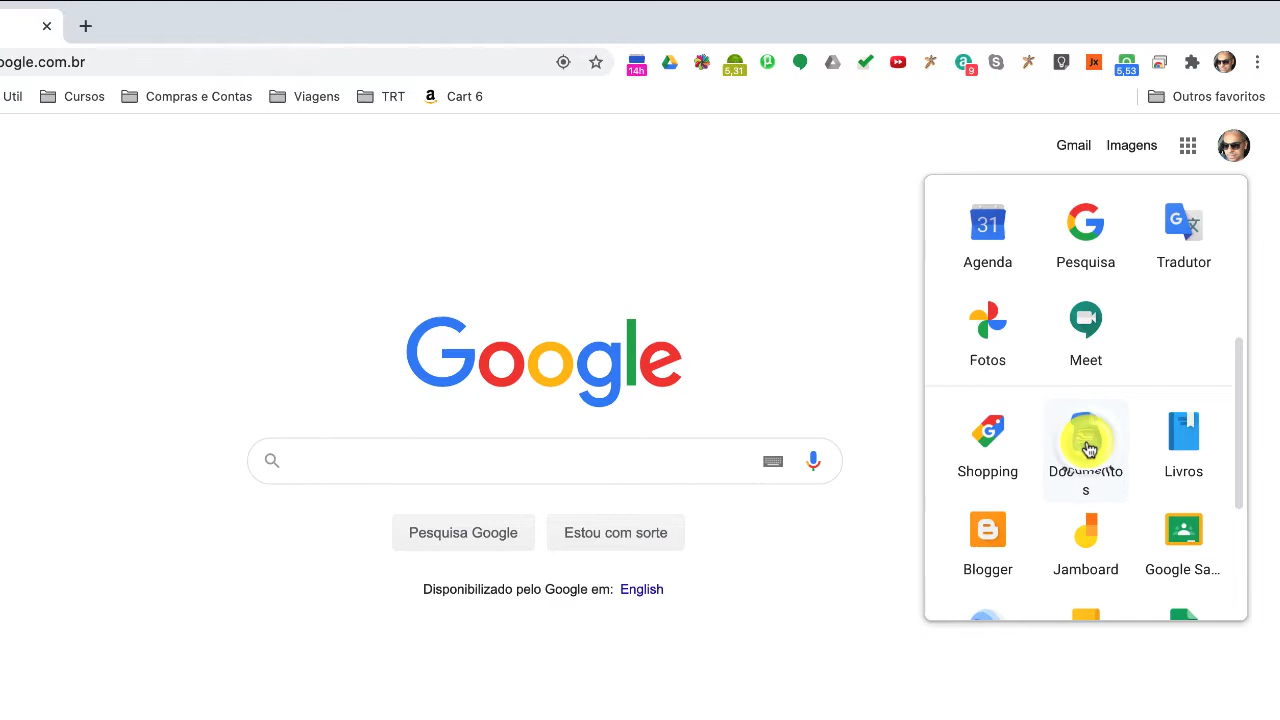 oogle.com.br
14h
5,31
9
Jx
5,53
Util
Cursos
Compras e Contas
Viagens
TRT
a
Cart 6
Outros favoritos
Gmail
Imagens
31
G
Agenda
Pesquisa
Tradutor
Fotos
Meet
Google
Shopping
Documento
s
Livros
Pesquisa Google
Estou com sorte
Blogger
Jamboard
Google Sa...
Disponibilizado pelo Google em: English